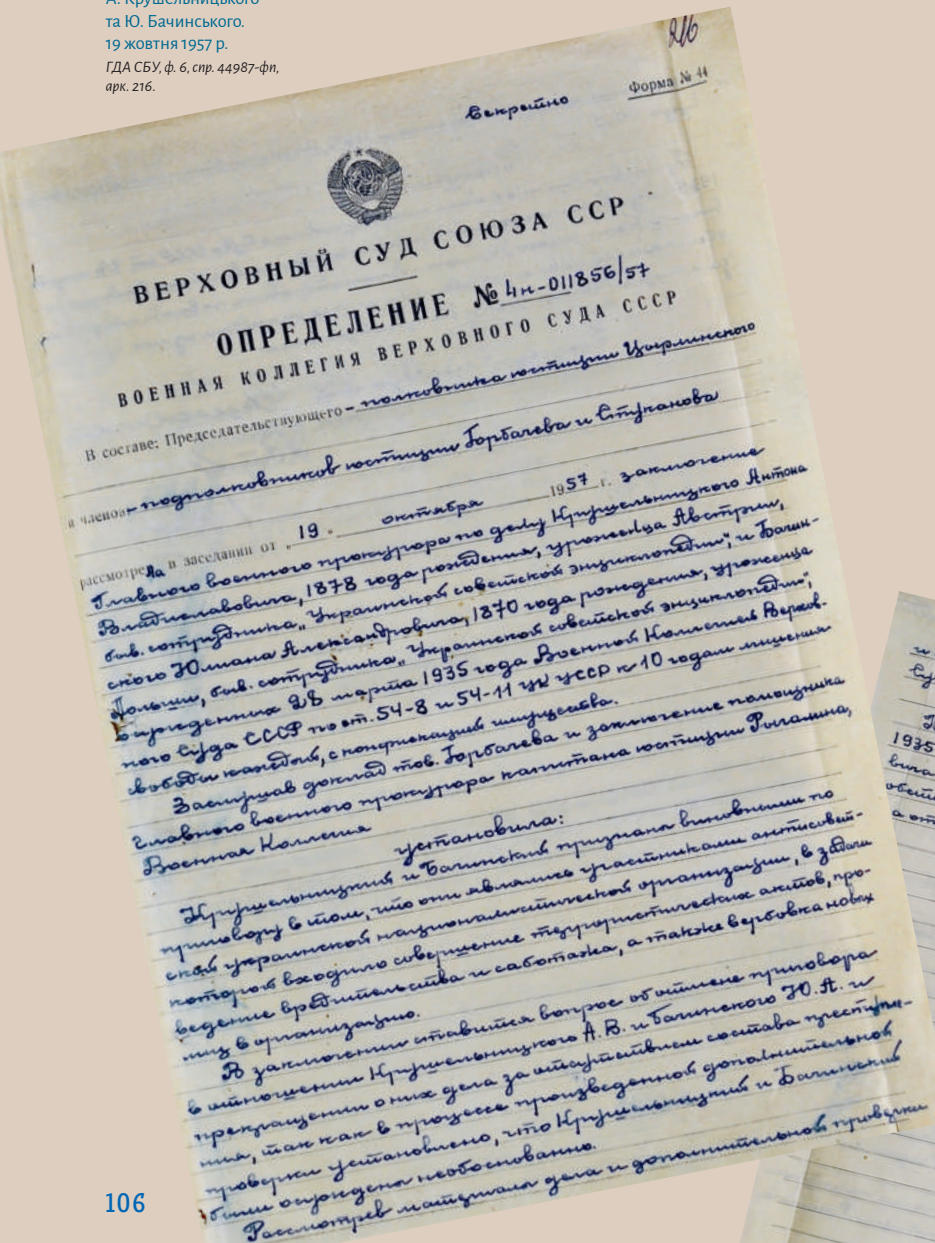 А. Крушельницького
та Ю. Бачинського.
19 жовтня 1957 р.
ГДА СБУ, ф. 6, спр. 44987-фп,
арк. 216.
216
Секретно
Форма № 44
ВЕРХОВНЫЙ СУД СОЮЗА ССР
ОПРЕДЕЛЕНИЕ № 4н-011856/57
ВОЕННАЯ КОЛЛЕГИЯ ВЕРХОВНОГО СУДА СССР
В составе: Председательствующего – полковника юстиции Цырлинского
и членов – подполковников юстиции Горбачева и Стуканова
рассмотрела в заседании от „19" октября 1957 г. заключение
Главного военного прокурора по делу Крушельницкого Антона
Владиславовича, 1878 года рождения, уроженца Австрии,
быв. сотрудника „Украинской советской энциклопедии", и Бачин-
ского Юлиана Александровича, 1870 года рождения, уроженца
Польши, быв. сотрудника „Украинской советской энциклопедии",
осужденных 28 марта 1935 года Военной Коллегией Верхов-
ного Суда СССР по ст. 54-8 и 54-11 УК УССР к 10 годам лишения
свободы каждый, с конфискацией имущества.
Заслушав доклад тов. Горбачева и заключение помощника
Главного военного прокурора капитана юстиции Рыгалина,
Военная Коллегия
установила:
Крушельницкий и Бачинский признаны виновными по
приговору в том, что они являлись участниками антисовет-
ской украинской националистической организации, в задачи
которой входило совершение террористических актов, про-
ведение вредительства и саботажа, а также вербовка новых
лиц в организацию.
В заключении ставится вопрос об отмене приговора
в отношении Крушельницкого А.В. и Бачинского Ю.А. и
прекращении о них дела за отсутствием состава преступле-
ния, так как в процессе произведенной дополнительной
проверки установлено, что Крушельницкий и Бачинский
были осуждены необоснованно.
Рассмотрев материалы дела и дополнительной проверки
и
1935
106